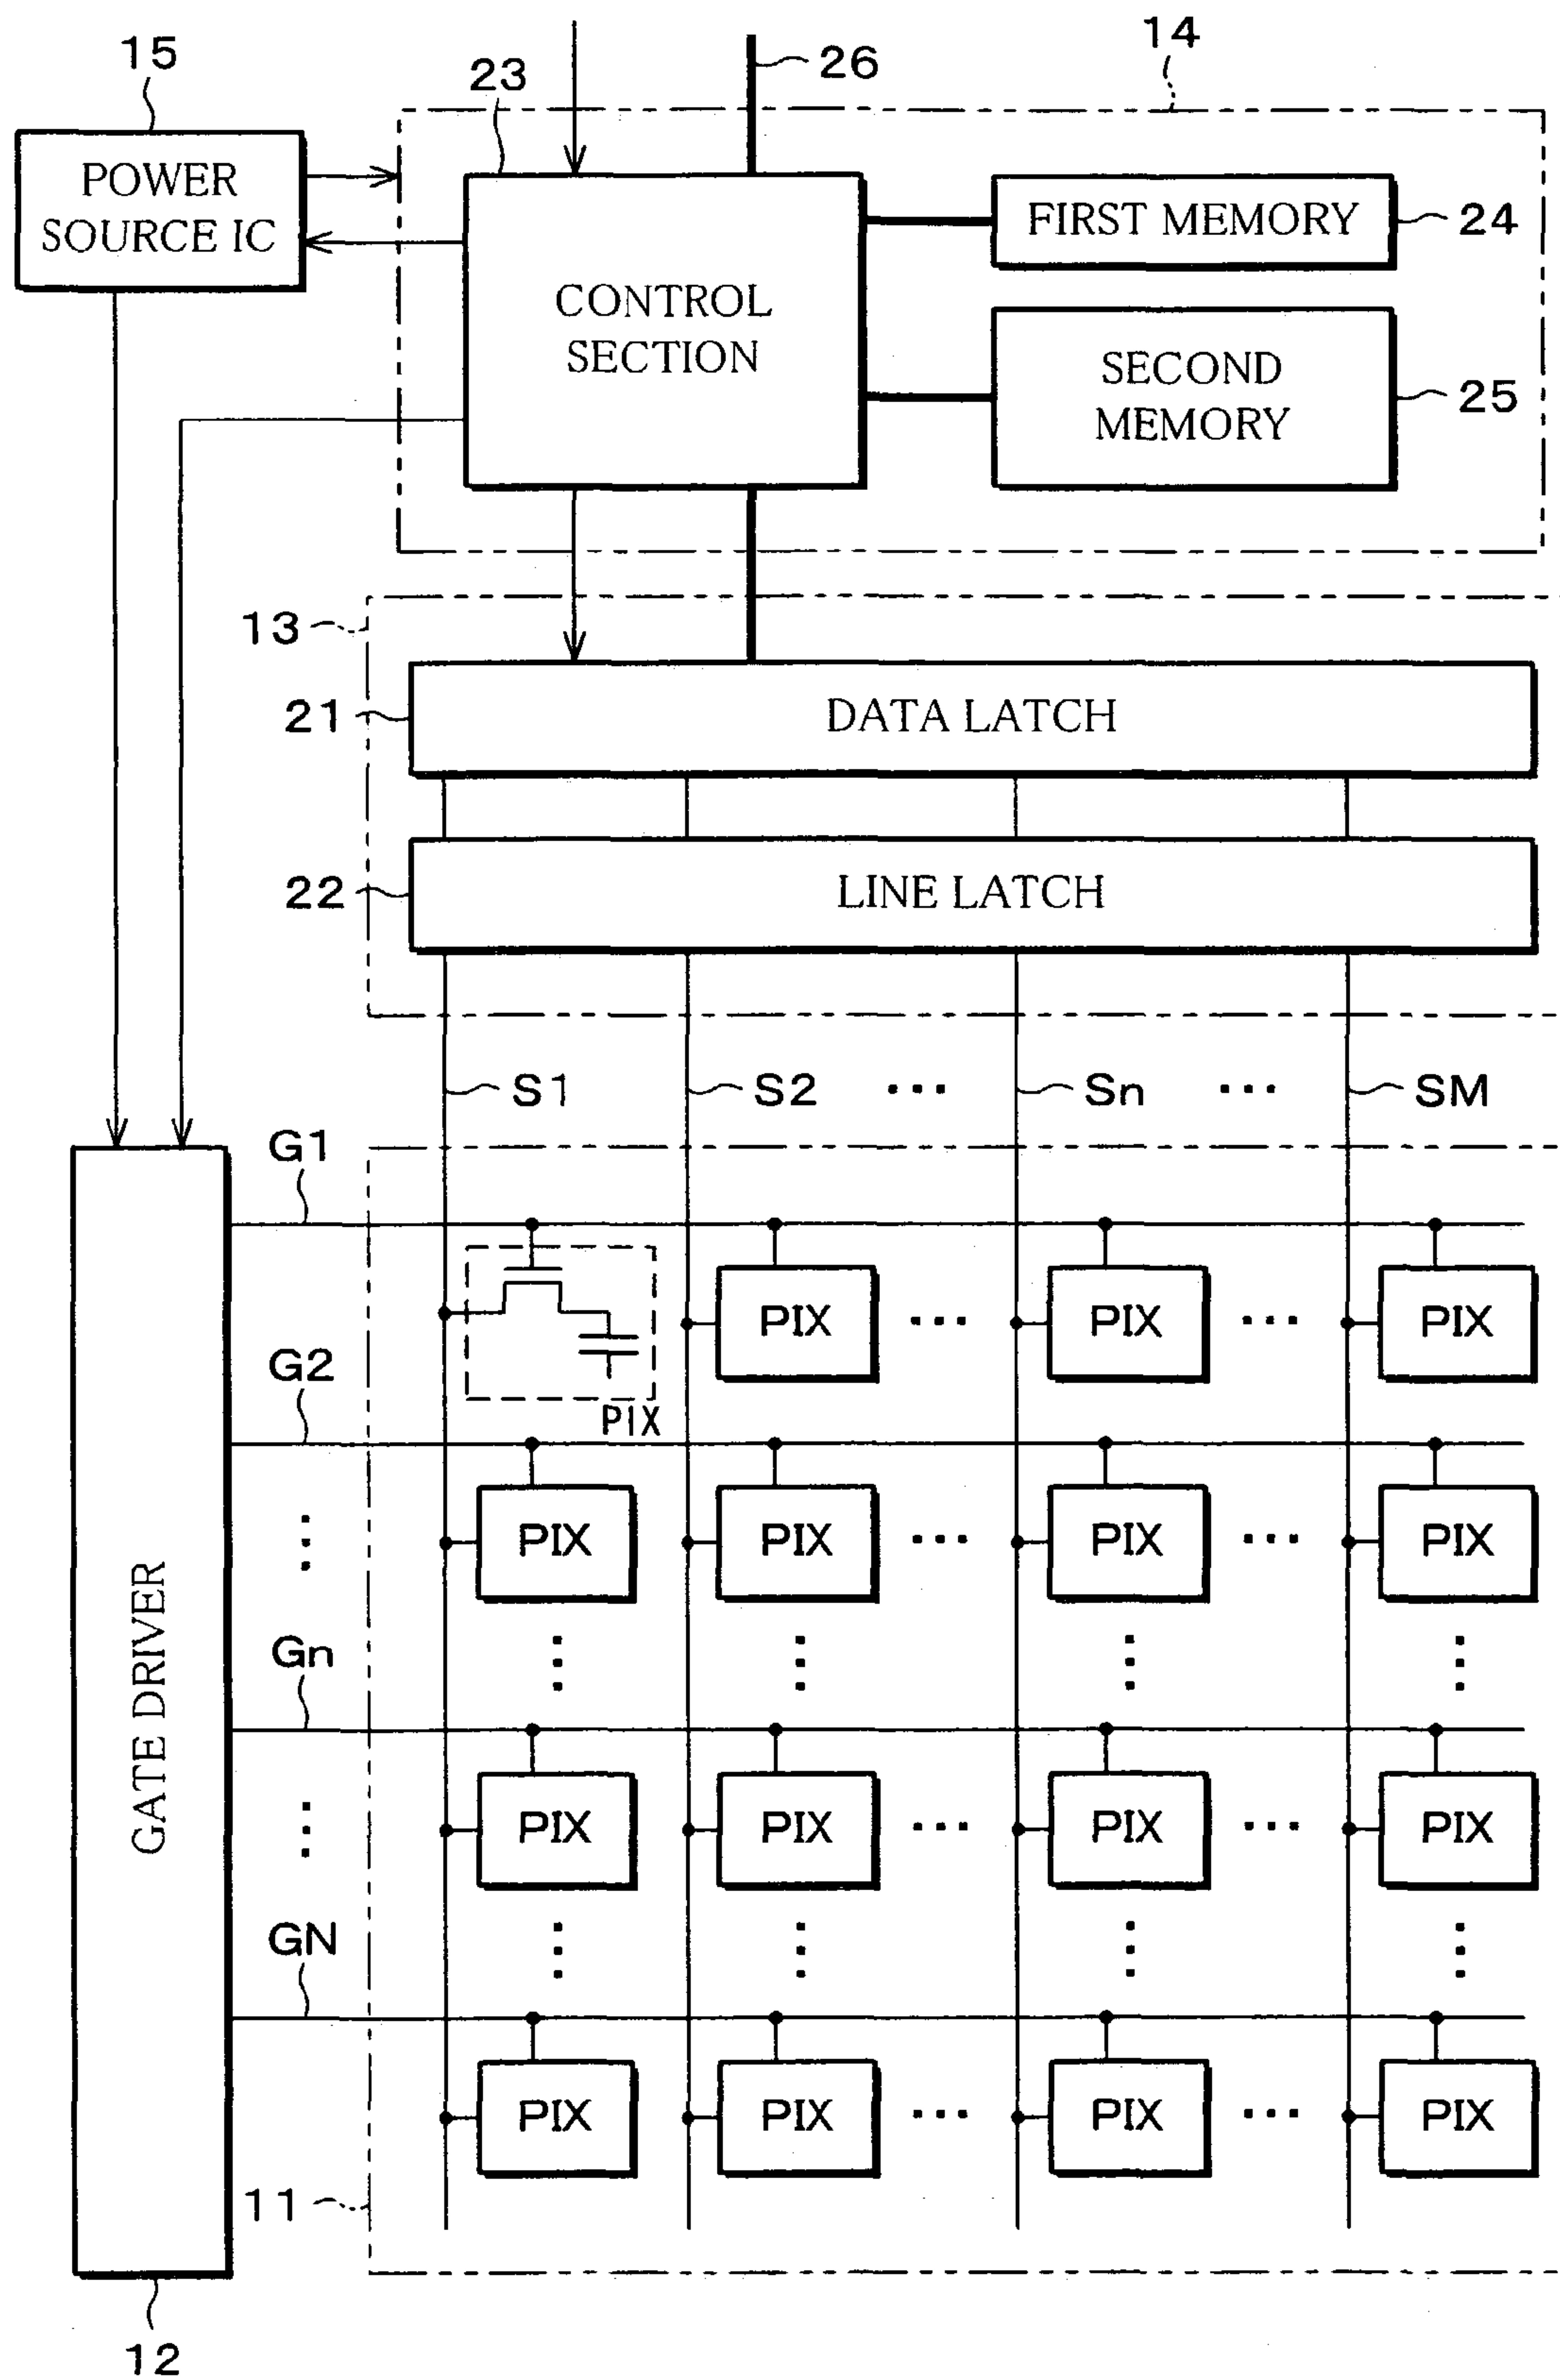 14
15
26
23
POWER
SOURCE IC
FIRST MEMORY
24
CONTROL
SECTION
SECOND
MEMORY
25
13
21
DATA LATCH
22
LINE LATCH
S1
S2
...
Sn
...
SM
G1
PIX
...
PIX
...
PIX
G2
PIX
PIX
PIX
...
PIX
...
PIX
GATE DRIVER
Gn
PIX
PIX
...
PIX
...
PIX
GN
PIX
PIX
...
PIX
...
PIX
11
12